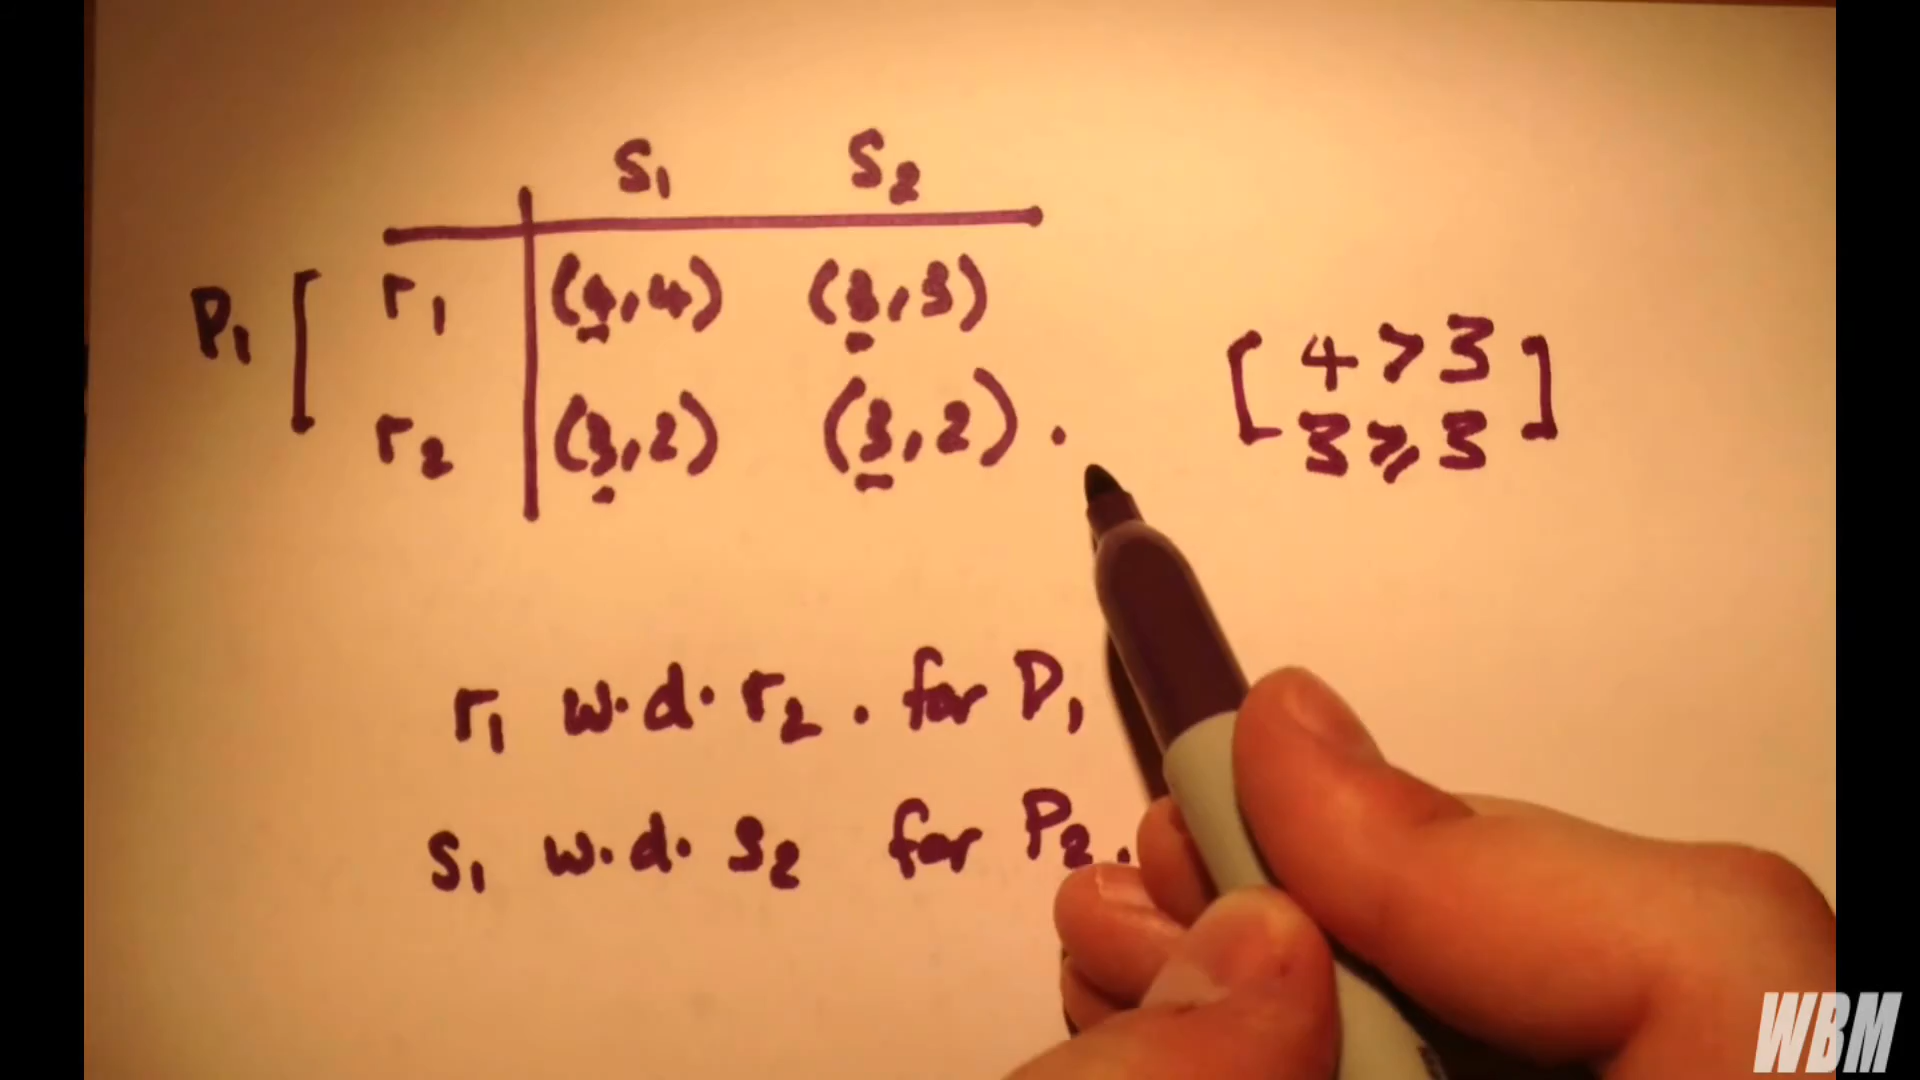 S1 S2
P1 [ r1 (4,4) (3,3)
r2 (3,2) (3,2).
[ 4 > 3
3 ⩾ 3 ]
r1 w.d. r2. for P1
S1 w.d. S2 for P2.
WBM